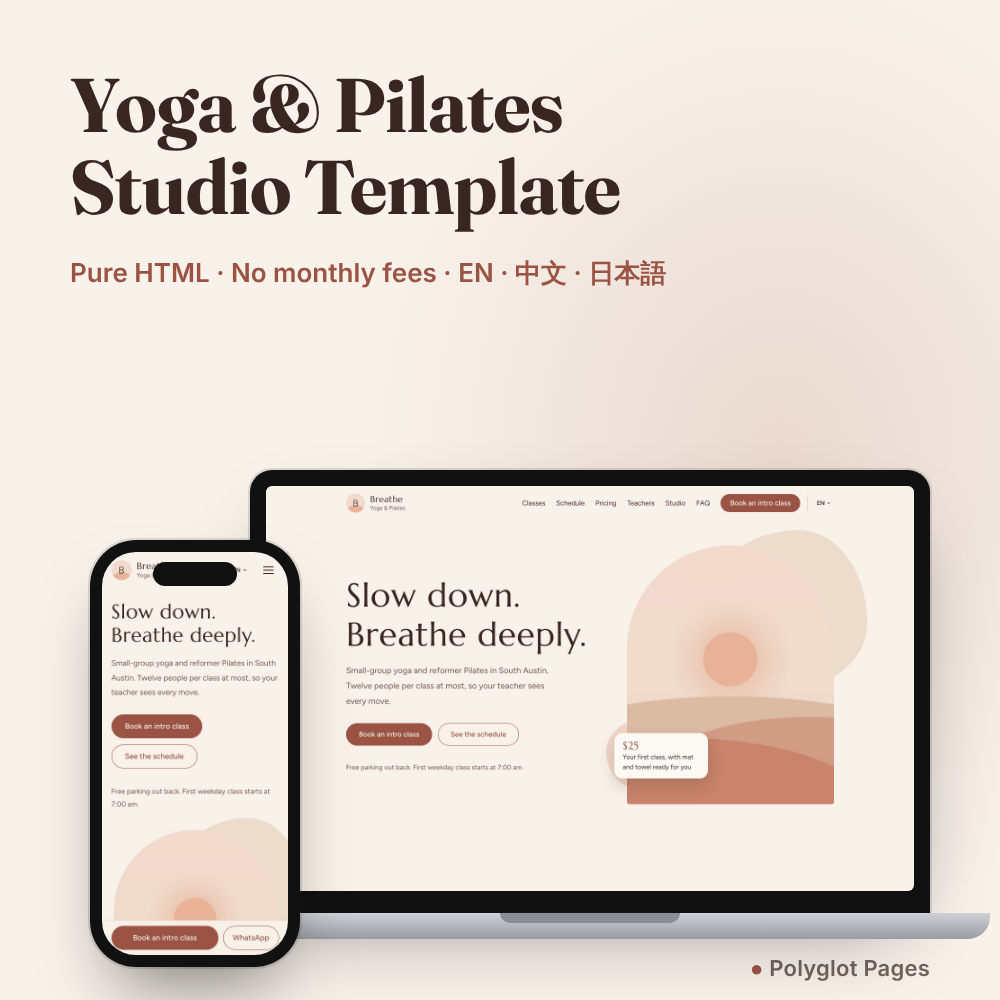 Yoga & Pilates
Studio Template
Pure HTML · No monthly fees · EN · 中文 · 日本語
B Breathe
Yoga & Pilates
Classes Schedule Pricing Teachers Studio FAQ Book an intro class EN
Slow down.
Breathe deeply.
Small-group yoga and reformer Pilates in South Austin.
Twelve people per class at most, so your teacher sees
every move.
Book an intro class See the schedule
Free parking out back. First weekday class starts at 7:00 am.
$25
Your first class, with mat
and towel ready for you
B
Slow down.
Breathe deeply.
Small-group yoga and reformer Pilates in South
Austin. Twelve people per class at most, so your
teacher sees every move.
Book an intro class
See the schedule
Free parking out back. First weekday class starts at
7:00 am.
Book an intro class WhatsApp
Polyglot Pages